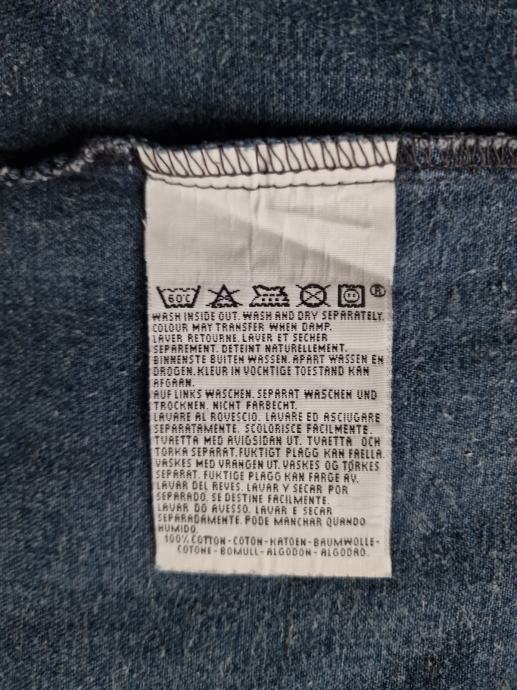 60°C ®
WASH INSIDE OUT. WASH AND DRY SEPARATELY.
COLOUR MAY TRANSFER WHEN DAMP.
LAVER RETOURNE. LAVER ET SECHER
SEPAREMENT. DETEINT NATURELLEMENT.
BINNENSTE BUITEN WASSEN. APART WASSEN EN
DROGEN. KLEUR IN VOCHTIGE TOESTAND KAN
AFGAAN.
AUF LINKS WASCHEN. SEPARAT WASCHEN UND
TROCKNEN. NICHT FARBECHT.
LAVARE AL ROVESCIO. LAVARE ED ASCIUGARE
SEPARATAMENTE. SCOLORISCE FACILMENTE.
TVAETTA MED AVIGSIDAN UT. TVAETTA OCH
TORKA SEPARAT.FUKTIGT PLAGG KAN FAELLA.
VASKES MED VRANGEN UT. VASKES OG TØRKES
SEPARAT. FUKTIGE PLAGG KAN FARGE AV.
LAVAR DEL REVES. LAVAR Y SECAR POR
SEPARADO. SE DESTINE FACILMENTE.
LAVAR DO AVESSO. LAVAR E SECAR
SEPARADAMENTE. PODE MANCHAR QUANDO
HUMIDO.
100% COTTON - COTON - KATOEN - BAUMWOLLE -
COTONE - BOMULL - ALGODON - ALGODAO.